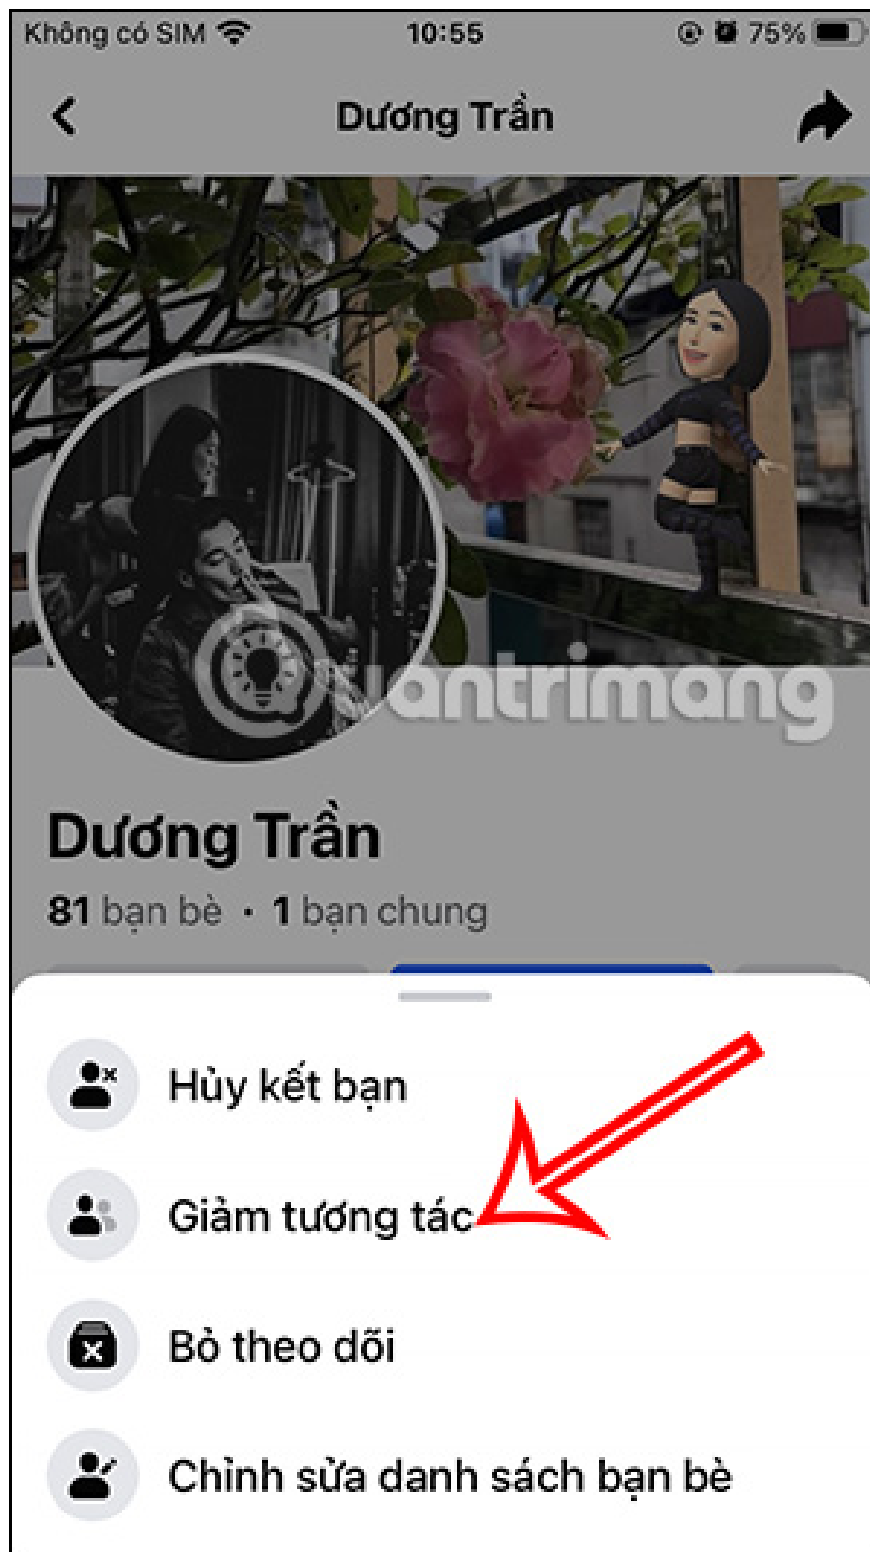 Không có SIM 10:55 75%
Dương Trần
Quantrimang
Dương Trần
81 bạn bè · 1 bạn chung
Hủy kết bạn
Giảm tương tác
Bỏ theo dõi
Chỉnh sửa danh sách bạn bè